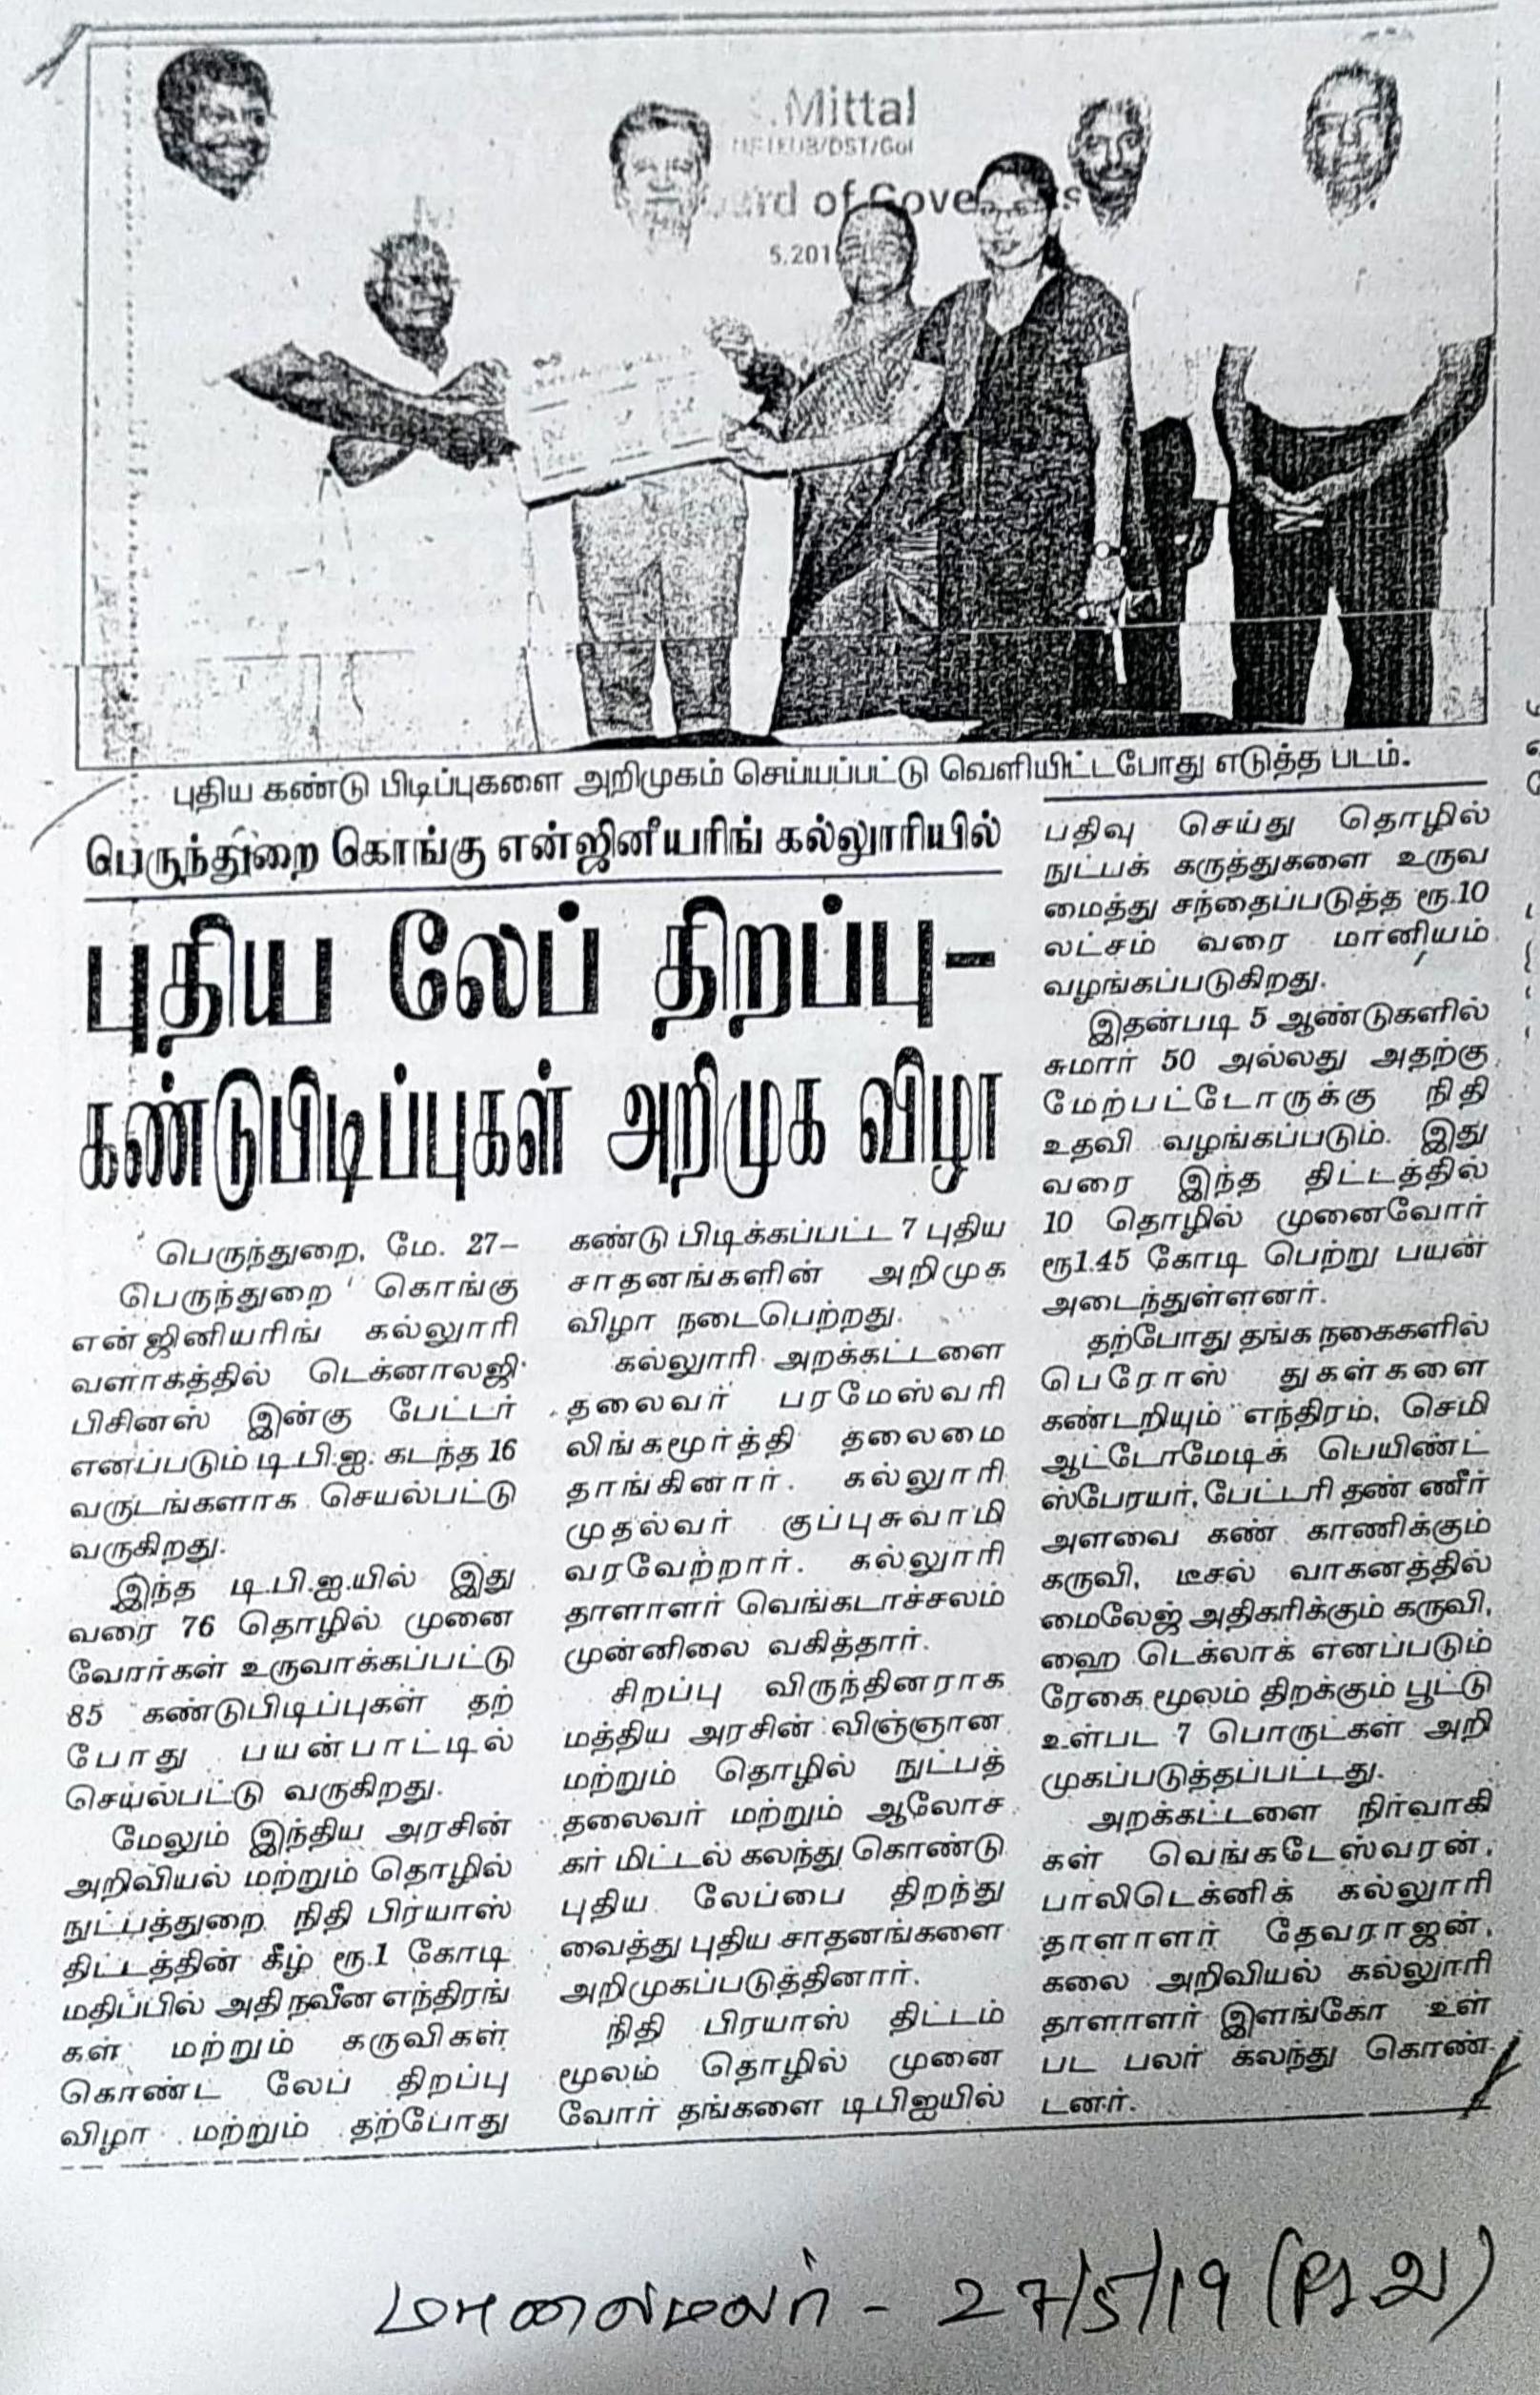 .Mittal
/DST/GoI
ard of Gove s
5.201
புதிய கண்டு பிடிப்புகளை அறிமுகம் செய்யப்பட்டு வெளியிட்டபோது எடுத்த படம்.
பெருந்துறை கொங்கு என்ஜினீயரிங் கல்லூரியில்
புதிய லேப் திறப்பு–
கண்டுபிடிப்புகள் அறிமுக விழா
பெருந்துறை, மே. 27–
பெருந்துறை கொங்கு
என்ஜினியரிங் கல்லூரி
வளாகத்தில் டெக்னாலஜி
பிசினஸ் இன்கு பேட்டர்
எனப்படும் டி.பி.ஐ. கடந்த 16
வருடங்களாக செயல்பட்டு
வருகிறது.
இந்த டி.பி.ஐ.யில் இது
வரை 76 தொழில் முனை
வோர்கள் உருவாக்கப்பட்டு
85 கண்டுபிடிப்புகள் தற்
போது பயன்பாட்டில்
செயல்பட்டு வருகிறது.
மேலும் இந்திய அரசின்
அறிவியல் மற்றும் தொழில்
நுட்பத்துறை நிதி பிரயாஸ்
திட்டத்தின் கீழ் ரூ.1 கோடி
மதிப்பில் அதி நவீன எந்திரங்
கள் மற்றும் கருவிகள்
கொண்ட லேப் திறப்பு
விழா மற்றும் தற்போது
கண்டு பிடிக்கப்பட்ட 7 புதிய
சாதனங்களின் அறிமுக
விழா நடைபெற்றது.
கல்லூரி அறக்கட்டளை
தலைவர் பரமேஸ்வரி
லிங்கமூர்த்தி தலைமை
தாங்கினார். கல்லூரி
முதல்வர் குப்புசுவாமி
வரவேற்றார். கல்லூரி
தாளாளர் வெங்கடாச்சலம்
முன்னிலை வகித்தார்.
சிறப்பு விருந்தினராக
மத்திய அரசின் விஞ்ஞான
மற்றும் தொழில் நுட்பத்
தலைவர் மற்றும் ஆலோச
கர் மிட்டல் கலந்து கொண்டு
புதிய லேப்பை திறந்து
வைத்து புதிய சாதனங்களை
அறிமுகப்படுத்தினார்.
நிதி பிரயாஸ் திட்டம்
மூலம் தொழில் முனை
வோர் தங்களை டிபிஐயில்
பதிவு செய்து தொழில்
நுட்பக் கருத்துகளை உருவ
மைத்து சந்தைப்படுத்த ரூ.10
லட்சம் வரை மானியம்
வழங்கப்படுகிறது.
இதன்படி 5 ஆண்டுகளில்
சுமார் 50 அல்லது அதற்கு
மேற்பட்டோருக்கு நிதி
உதவி வழங்கப்படும். இது
வரை இந்த திட்டத்தில்
10 தொழில் முனைவோர்
ரூ1.45 கோடி பெற்று பயன்
அடைந்துள்ளனர்.
தற்போது தங்க நகைகளில்
பெரோஸ் துகள்களை
கண்டறியும் எந்திரம், செமி
ஆட்டோமேடிக் பெயிண்ட்
ஸ்பேரயர், பேட்டரி தண்ணீர்
அளவை கண் காணிக்கும்
கருவி, டீசல் வாகனத்தில்
மைலேஜ் அதிகரிக்கும் கருவி,
ஹை டெக்லாக் எனப்படும்
ரேகை மூலம் திறக்கும் பூட்டு
உள்பட 7 பொருட்கள் அறி
முகப்படுத்தப்பட்டது.
அறக்கட்டளை நிர்வாகி
கள் வெங்கடேஸ்வரன்,
பாலிடெக்னிக் கல்லூரி
தாளாளர் தேவராஜன்,
கலை அறிவியல் கல்லூரி
தாளாளர் இளங்கோ உள்
பட பலர் கலந்து கொண்
டனர்.
மாலைமலர் - 27/5/19